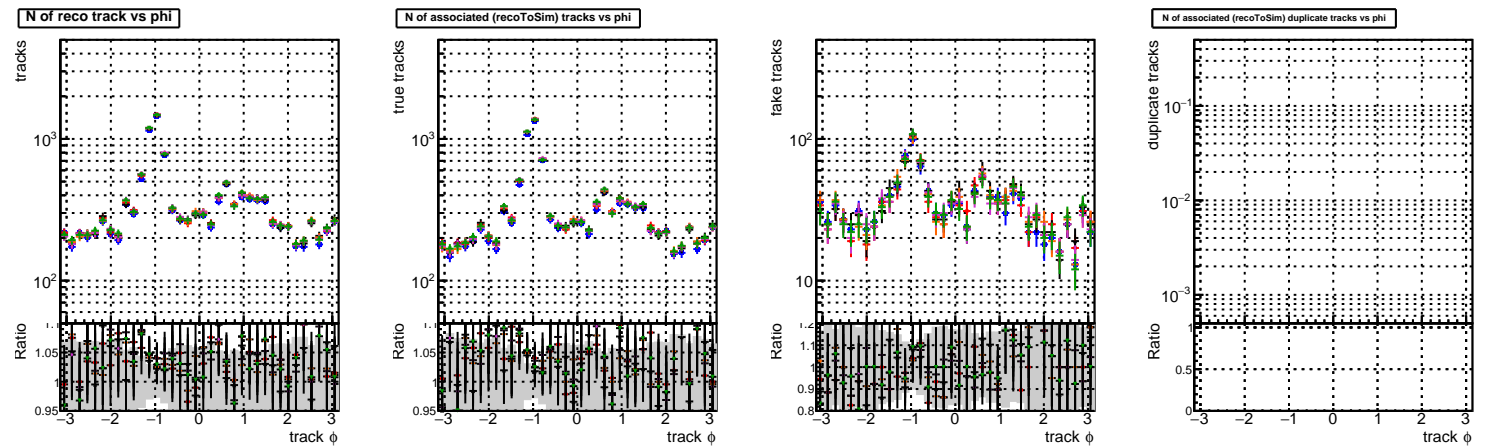 N of reco track vs phi
tracks
10³
10²
Ratio
1.1
1.05
1
0.95
−3 −2 −1 0 1 2 3
track ϕ
N of associated (recoToSim) tracks vs phi
true tracks
10³
10²
Ratio
1.1
1.05
1
0.95
−3 −2 −1 0 1 2 3
track ϕ
fake tracks
10²
10
Ratio
1.2
1.1
1
0.9
0.8
−3 −2 −1 0 1 2 3
track ϕ
N of associated (recoToSim) duplicate tracks vs phi
duplicate tracks
10⁻¹
10⁻²
10⁻³
Ratio
1
0.5
0
−3 −2 −1 0 1 2 3
track ϕ